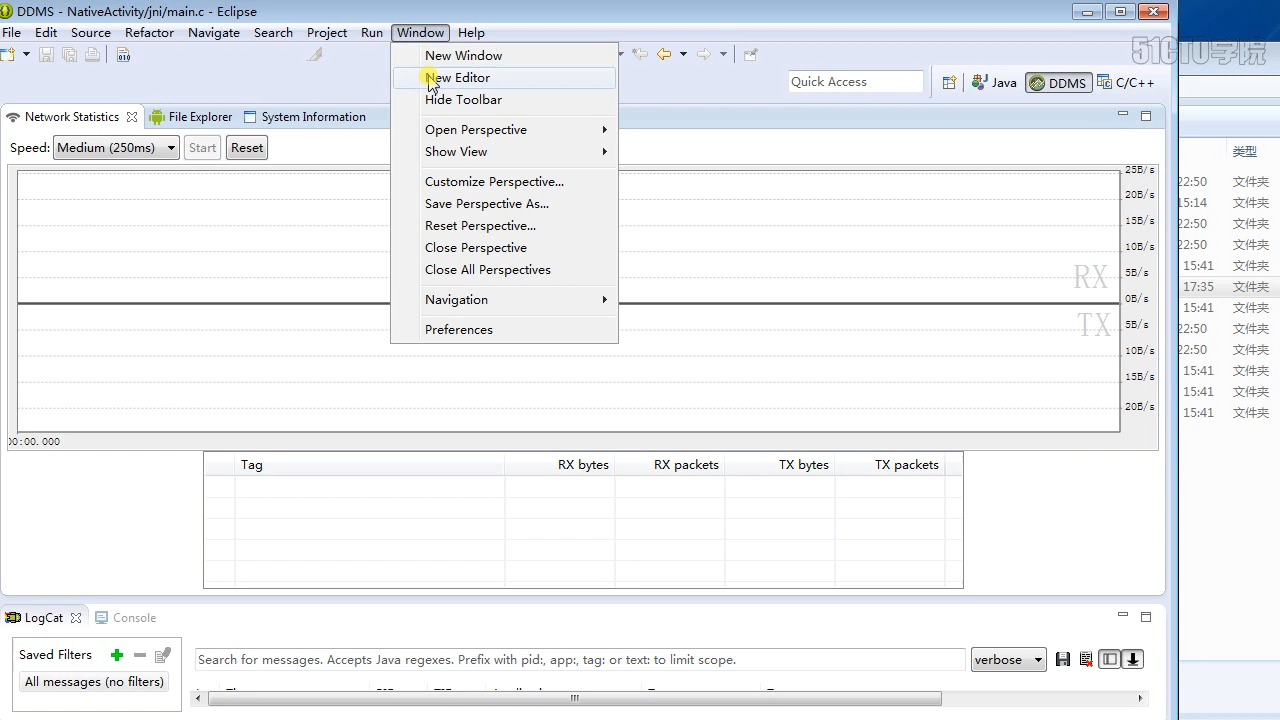 DDMS - NativeActivity/jni/main.c - Eclipse
File Edit Source Refactor Navigate Search Project Run Window Help
51CTO学院
New Window
New Editor
Hide Toolbar
Open Perspective
Show View
Customize Perspective...
Save Perspective As...
Reset Perspective...
Close Perspective
Close All Perspectives
Navigation
Preferences
Quick Access
Java
DDMS
C/C++
Network Statistics
File Explorer
System Information
Speed:
Medium (250ms)
Start
Reset
25B/s
20B/s
15B/s
10B/s
5B/s
0B/s
5B/s
10B/s
15B/s
20B/s
RX
TX
00:00.000
Tag RX bytes RX packets TX bytes TX packets
LogCat
Console
Saved Filters
All messages (no filters)
Search for messages. Accepts Java regexes. Prefix with pid:, app:, tag: or text: to limit scope.
verbose
类型
22:50 文件夹
15:14 文件夹
22:50 文件夹
22:50 文件夹
15:41 文件夹
17:35 文件夹
15:41 文件夹
22:50 文件夹
22:50 文件夹
15:41 文件夹
15:41 文件夹
15:41 文件夹